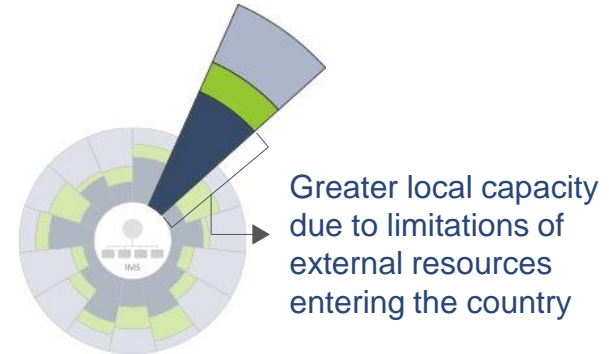 Greater local capacity
due to limitations of
external resources
entering the country
IMS